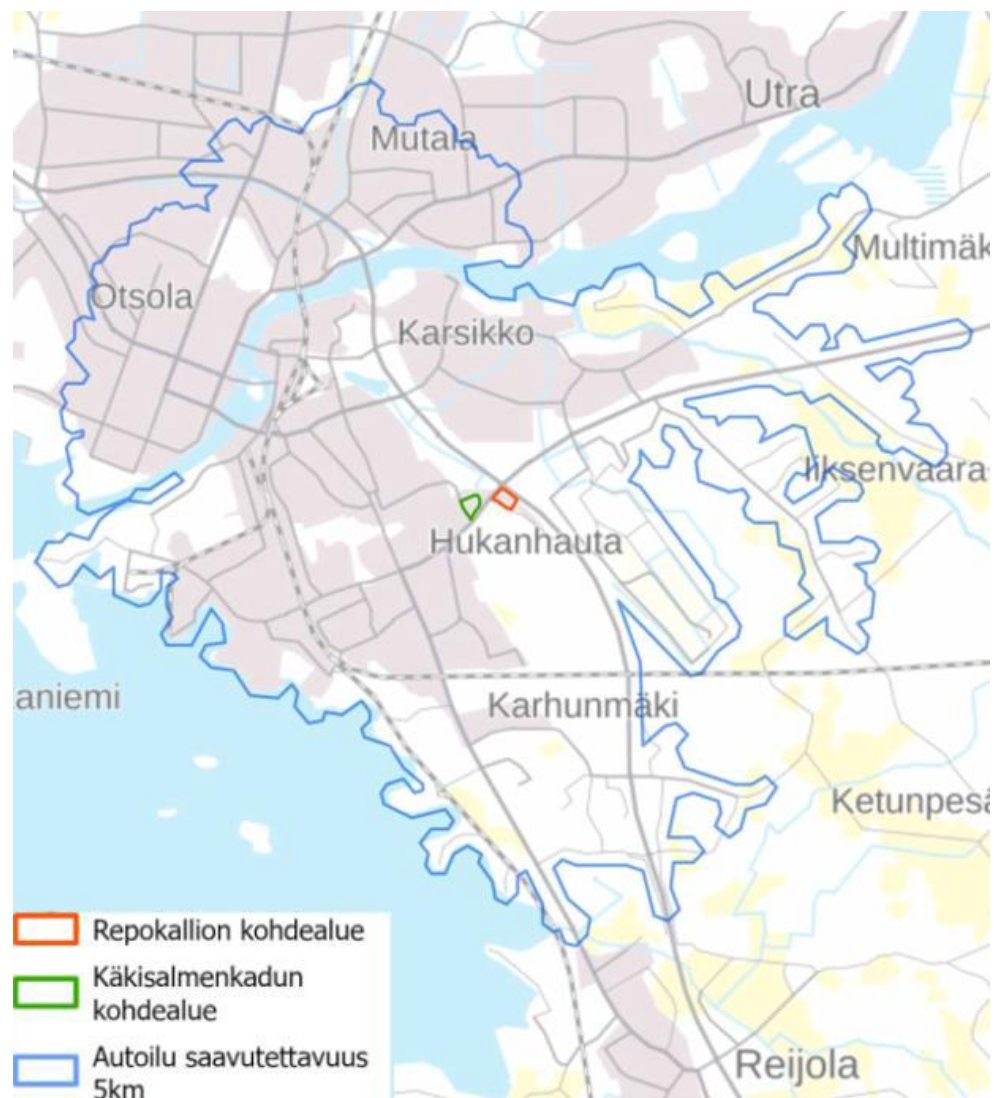 Utra
Mutala
Multimäk
Otsola
Karsikko
Iiksenvaara
Hukanhauta
aniemi
Karhunmäki
Ketunpesä
Reijola
Repokallion kohdealue
Käkisalmenkadun
kohdealue
Autoilu saavutettavuus
5km